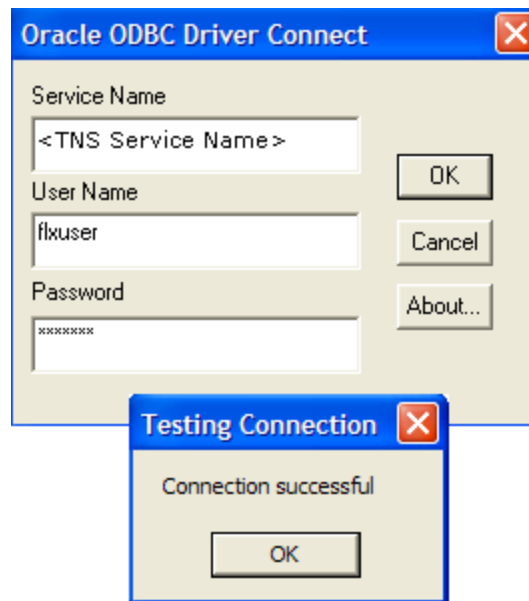 Oracle ODBC Driver Connect
Service Name
<TNS Service Name>
OK
User Name
flxuser
Cancel
Password
×××××××
About...
Testing Connection
Connection successful
OK